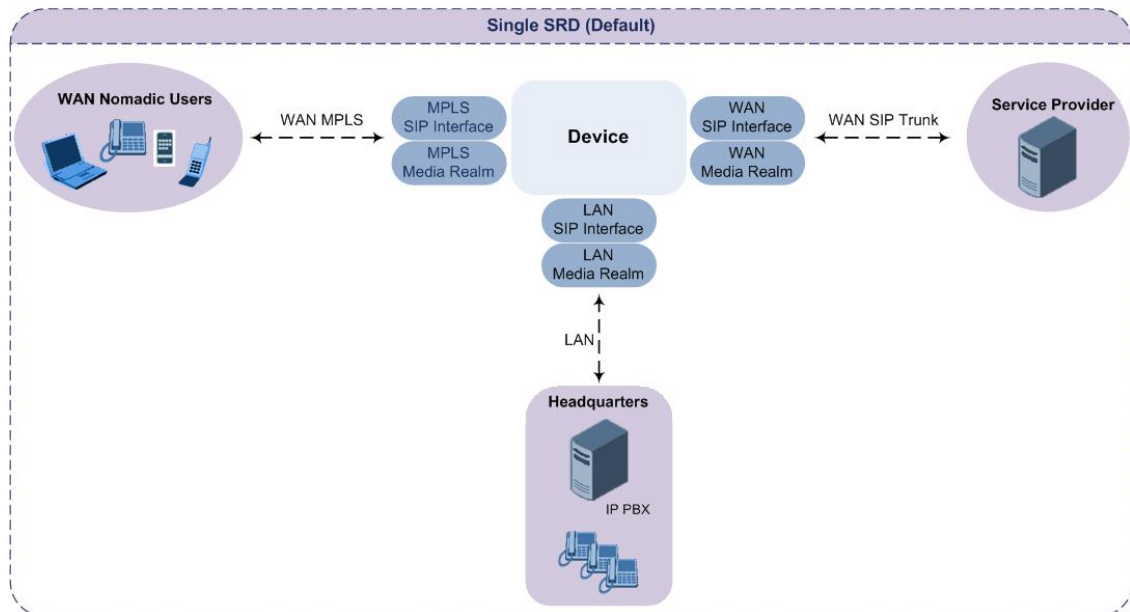 Single SRD (Default)
WAN Nomadic Users
WAN MPLS
MPLS
SIP Interface
MPLS
Media Realm
Device
WAN
SIP Interface
WAN
Media Realm
WAN SIP Trunk
Service Provider
LAN
SIP Interface
LAN
Media Realm
LAN
Headquarters
IP PBX